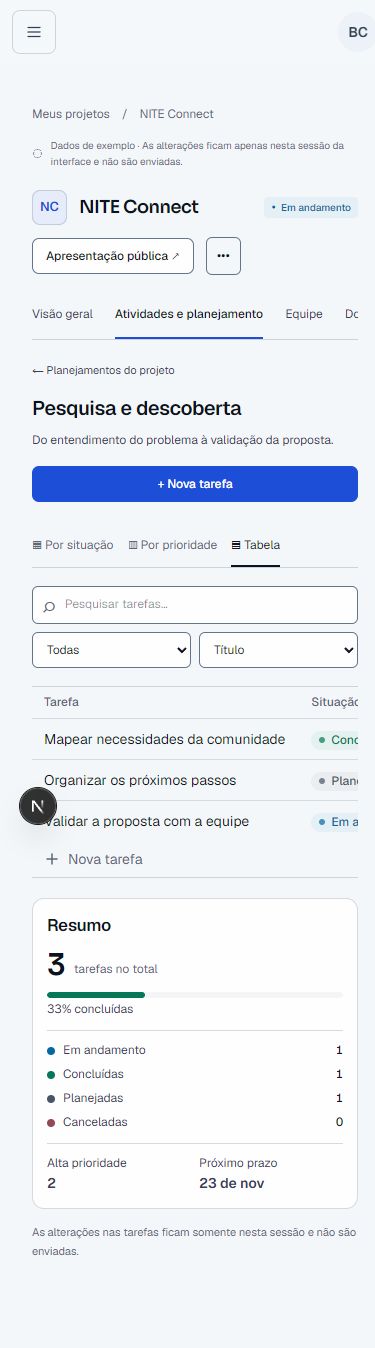 BC
Meus projetos / NITE Connect
Dados de exemplo · As alterações ficam apenas nesta sessão da
interface e não são enviadas.
NC NITE Connect • Em andamento
Apresentação pública ↗ •••
Visão geral Atividades e planejamento Equipe Do
← Planejamentos do projeto
Pesquisa e descoberta
Do entendimento do problema à validação da proposta.
+ Nova tarefa
Por situação Por prioridade Tabela
Pesquisar tarefas...
Todas Título
Tarefa Situação
Mapear necessidades da comunidade Conc
Organizar os próximos passos Plan
N
Validar a proposta com a equipe Em a
+ Nova tarefa
Resumo
3 tarefas no total
33% concluídas
Em andamento 1
Concluídas 1
Planejadas 1
Canceladas 0
Alta prioridade Próximo prazo
2 23 de nov
As alterações nas tarefas ficam somente nesta sessão e não são
enviadas.